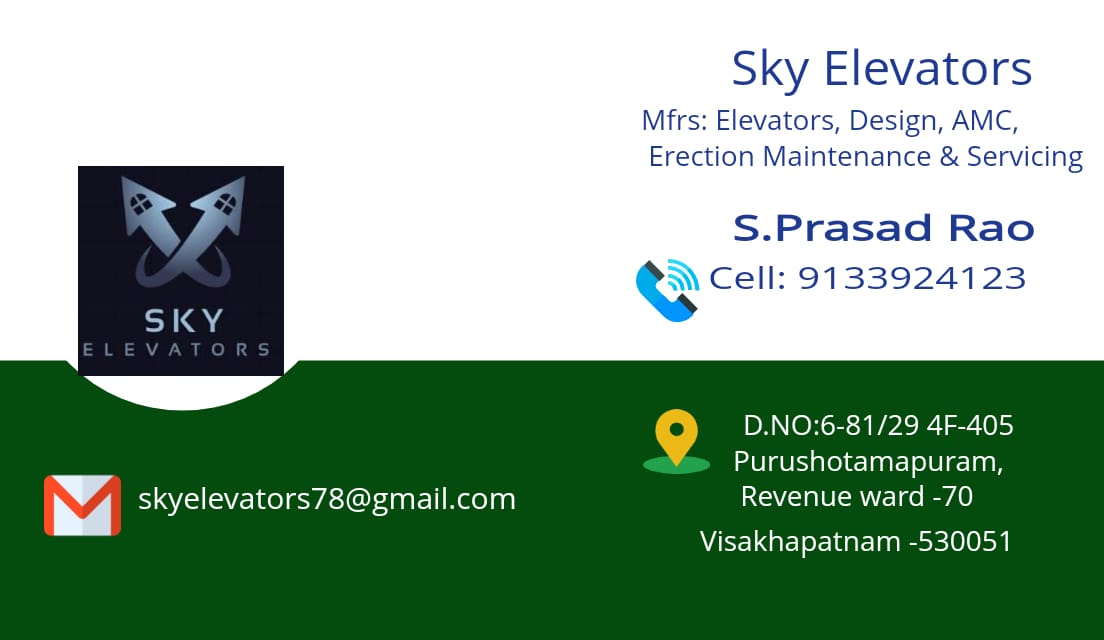 Sky Elevators
Mfrs: Elevators, Design, AMC,
Erection Maintenance & Servicing
S.Prasad Rao
Cell: 9133924123
SKY
ELEVATORS
skyelevators78@gmail.com
D.NO:6-81/29 4F-405
Purushotamapuram,
Revenue ward -70
Visakhapatnam -530051